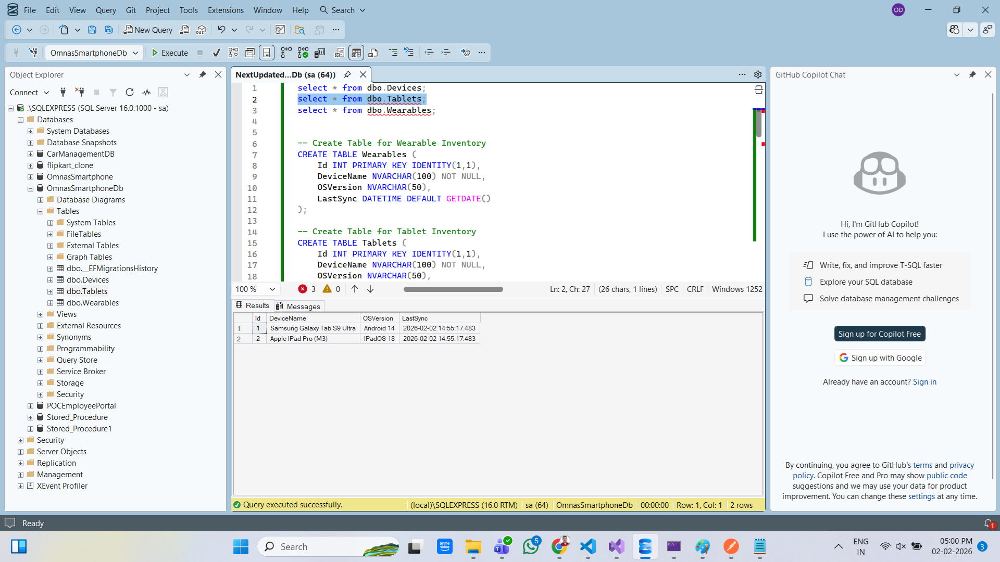 File Edit View Query Git Project Tools Extensions Window Help Search
OD
New Query
DAX
OmnasSmartphoneDb Execute
Object Explorer
Connect
.\SQLEXPRESS (SQL Server 16.0.1000 - sa)
Databases
System Databases
Database Snapshots
CarManagementDB
flipkart_clone
OmnasSmartphone
OmnasSmartphoneDb
Database Diagrams
Tables
System Tables
FileTables
External Tables
Graph Tables
dbo.__EFMigrationsHistory
dbo.Devices
dbo.Tablets
dbo.Wearables
Views
External Resources
Synonyms
Programmability
Query Store
Service Broker
Storage
Security
POCEmployeePortal
Stored_Procedure
Stored_Procedure1
Security
Server Objects
Replication
Management
XEvent Profiler
NextUpdated...Db (sa (64))
1 select * from dbo.Devices;
2 select * from dbo.Tablets;
3 select * from dbo.Wearables;
4
5
6 -- Create Table for Wearable Inventory
7 CREATE TABLE Wearables (
8 Id INT PRIMARY KEY IDENTITY(1,1),
9 DeviceName NVARCHAR(100) NOT NULL,
10 OSVersion NVARCHAR(50),
11 LastSync DATETIME DEFAULT GETDATE()
12 );
13
14 -- Create Table for Tablet Inventory
15 CREATE TABLE Tablets (
16 Id INT PRIMARY KEY IDENTITY(1,1),
17 DeviceName NVARCHAR(100) NOT NULL,
18 OSVersion NVARCHAR(50),
100 % 3 0 Ln: 2, Ch: 27 (26 chars, 1 lines) SPC CRLF Windows 1252
Results Messages
Id DeviceName OSVersion LastSync
1 1 Samsung Galaxy Tab S9 Ultra Android 14 2026-02-02 14:55:17.483
2 2 Apple IPad Pro (M3) IPadOS 18 2026-02-02 14:55:17.483
Query executed successfully. (local)\SQLEXPRESS (16.0 RTM) sa (64) OmnasSmartphoneDb 00:00:00 Row: 1, Col: 1 2 rows
GitHub Copilot Chat
Hi, I'm GitHub Copilot!
I use the power of AI to help you:
Write, fix, and improve T-SQL faster
Explore your SQL database
Solve database management challenges
Sign up for Copilot Free
Sign up with Google
Already have an account? Sign in
By continuing, you agree to GitHub's terms and privacy
policy. Copilot Free and Pro may show public code
suggestions and we may use your data for product
improvement. You can change these settings at any time.
Ready
1
Search
prime video
5
ENG
IN
05:00 PM
02-02-2026
3